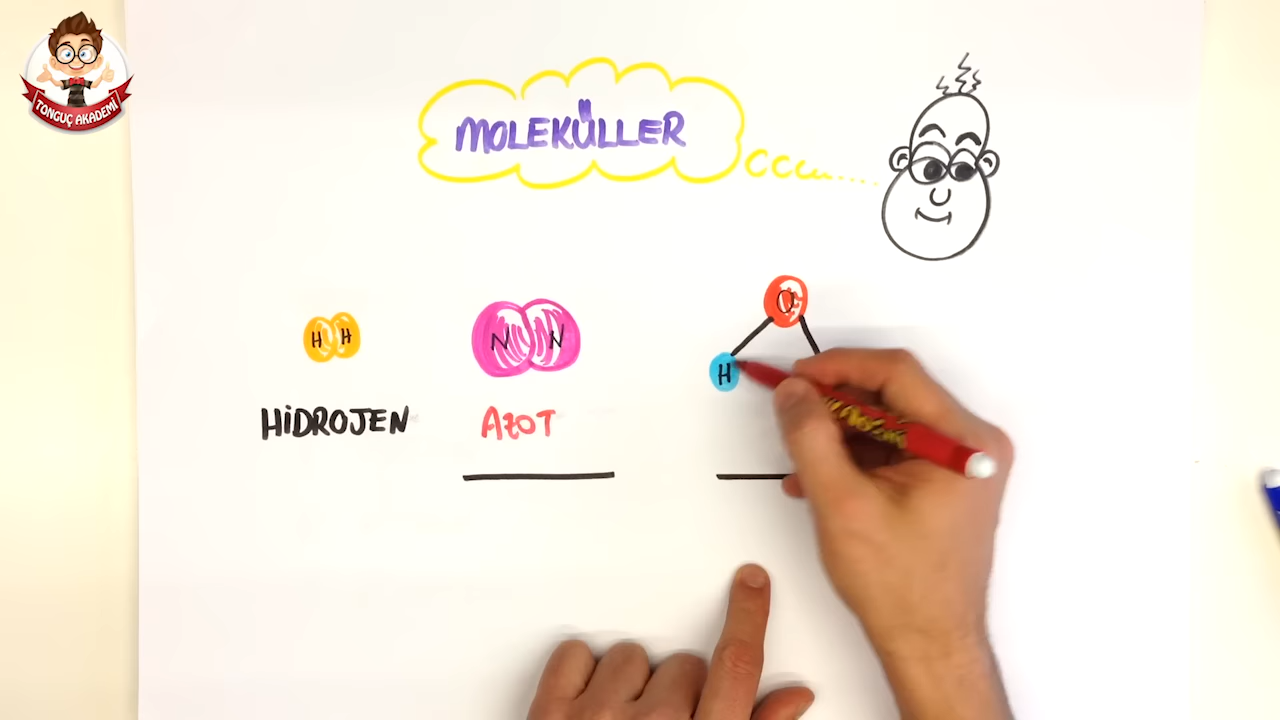 TONGUÇ AKADEMİ
MOLEKÜLLER
H H
N N
O
H
HİDROJEN
AZOT